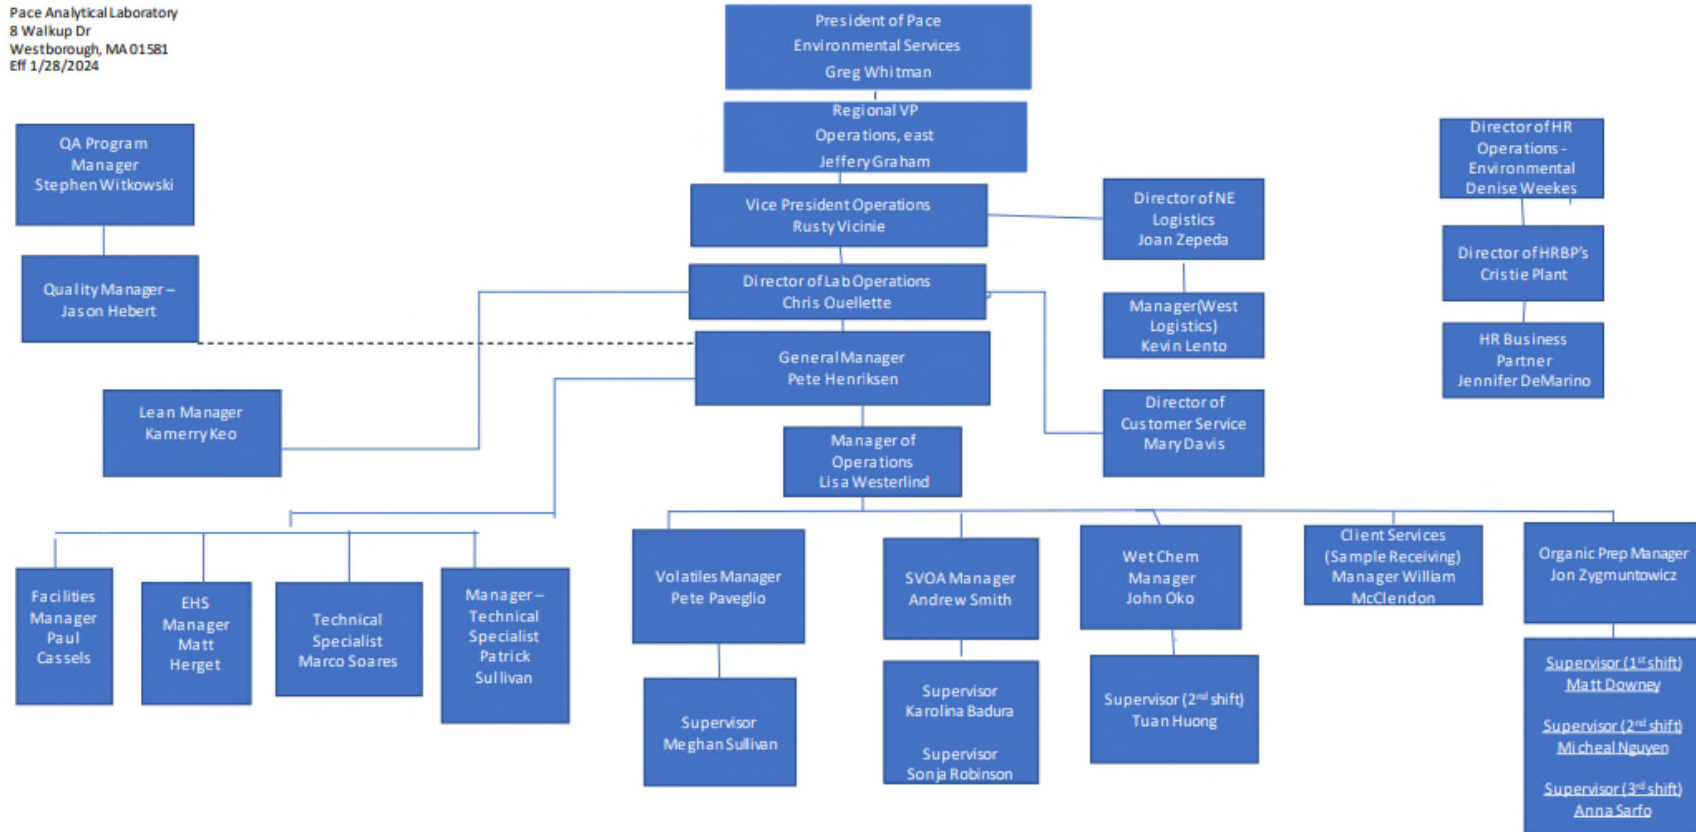 Pace Analytical Laboratory
8 Walkup Dr
Westborough, MA 01581
Eff 1/28/2024
President of Pace
Environmental Services
Greg Whitman
Regional VP
Operations, east
Jeffery Graham
QA Program
Manager
Stephen Witkowski
Director of HR
Operations -
Environmental
Denise Weekes
Vice President Operations
Rusty Vicinie
Director of NE
Logistics
Joan Zepeda
Quality Manager –
Jason Hebert
Director of HRBP's
Cristie Plant
Director of Lab Operations
Chris Ouellette
Manager(West
Logistics)
Kevin Lento
General Manager
Pete Henriksen
HR Business
Partner
Jennifer DeMarino
Lean Manager
Kamerry Keo
Director of
Customer Service
Mary Davis
Manager of
Operations
Lisa Westerlind
Facilities
Manager
Paul
Cassels
EHS
Manager
Matt
Herget
Technical
Specialist
Marco Soares
Manager –
Technical
Specialist
Patrick
Sullivan
Volatiles Manager
Pete Paveglio
SVOA Manager
Andrew Smith
Wet Chem
Manager
John Oko
Client Services
(Sample Receiving)
Manager William
McClendon
Organic Prep Manager
Jon Zygmuntowicz
Supervisor
Meghan Sullivan
Supervisor
Karolina Badura
Supervisor
Sonja Robinson
Supervisor (2nd shift)
Tuan Huong
Supervisor (1st shift)
Matt Downey
Supervisor (2nd shift)
Micheal Nguyen
Supervisor (3rd shift)
Anna Sarfo